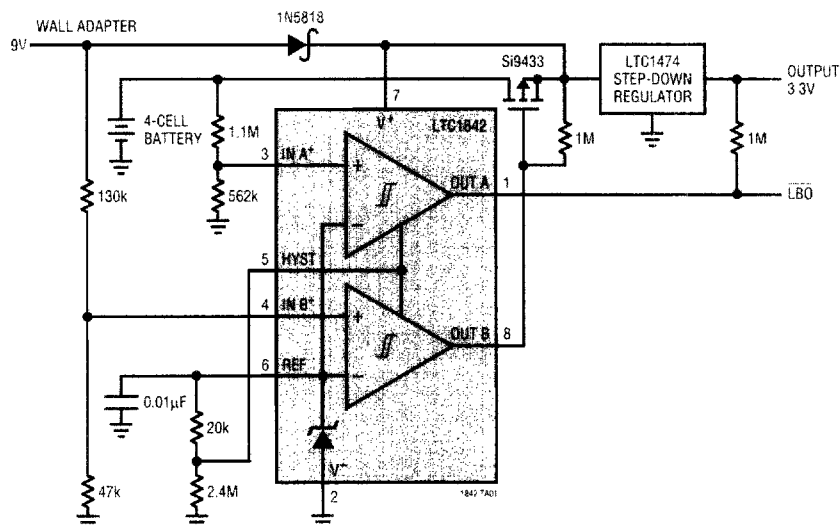 1N5818
WALL ADAPTER
9V
Si9433
LTC1474
STEP-DOWN
REGULATOR
OUTPUT
3.3V
7
V+
LTC1842
4-CELL
BATTERY
1.1M
3 IN A+
+
1M
1M
OUT A 1
LBO
130k
562k
–
5 HYST
4 IN B+
+
OUT B 8
6 REF
–
0.01µF
20k
V–
47k
2.4M
2
1842 TA01